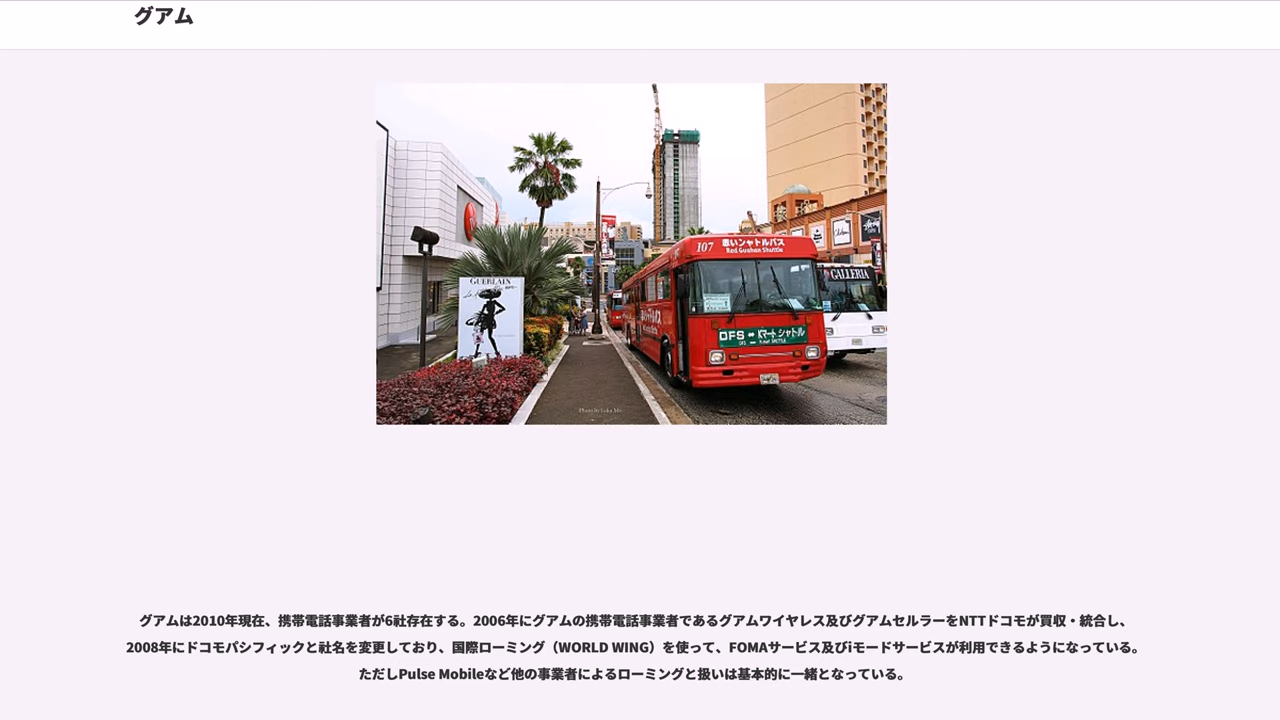 グアム
GUERLAIN
107
赤いシャトルバス
Red Guahan Shuttle
GALLERIA
DFS ⇔ Kマート シャトル
Photo By Luka Mo
グアムは2010年現在、携帯電話事業者が6社存在する。2006年にグアムの携帯電話事業者であるグアムワイヤレス及びグアムセルラーをNTTドコモが買収・統合し、
2008年にドコモパシフィックと社名を変更しており、国際ローミング（WORLD WING）を使って、FOMAサービス及びiモードサービスが利用できるようになっている。
ただしPulse Mobileなど他の事業者によるローミングと扱いは基本的に一緒となっている。